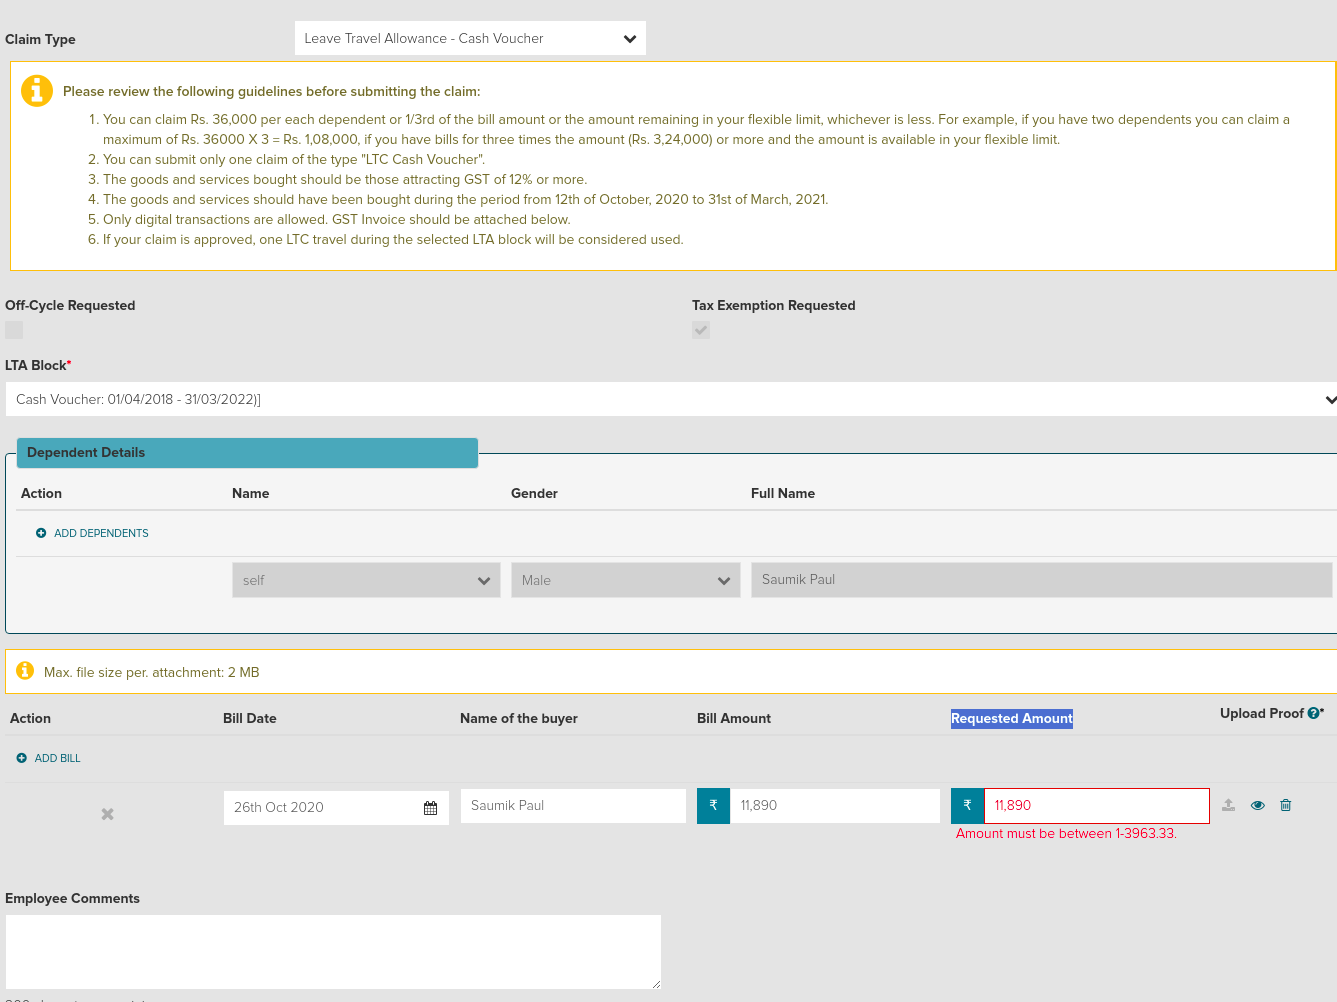 Claim Type
Leave Travel Allowance - Cash Voucher
Please review the following guidelines before submitting the claim:
1. You can claim Rs. 36,000 per each dependent or 1/3rd of the bill amount or the amount remaining in your flexible limit, whichever is less. For example, if you have two dependents you can claim a
maximum of Rs. 36000 X 3 = Rs. 1,08,000, if you have bills for three times the amount (Rs. 3,24,000) or more and the amount is available in your flexible limit.
2. You can submit only one claim of the type "LTC Cash Voucher".
3. The goods and services bought should be those attracting GST of 12% or more.
4. The goods and services should have been bought during the period from 12th of October, 2020 to 31st of March, 2021.
5. Only digital transactions are allowed. GST Invoice should be attached below.
6. If your claim is approved, one LTC travel during the selected LTA block will be considered used.
Off-Cycle Requested
Tax Exemption Requested
LTA Block*
Cash Voucher: 01/04/2018 - 31/03/2022)]
Dependent Details
Action Name Gender Full Name
ADD DEPENDENTS
self Male Saumik Paul
Max. file size per. attachment: 2 MB
Action Bill Date Name of the buyer Bill Amount Requested Amount Upload Proof ?*
ADD BILL
26th Oct 2020 Saumik Paul ₹ 11,890 ₹ 11,890
Amount must be between 1-3963.33.
Employee Comments